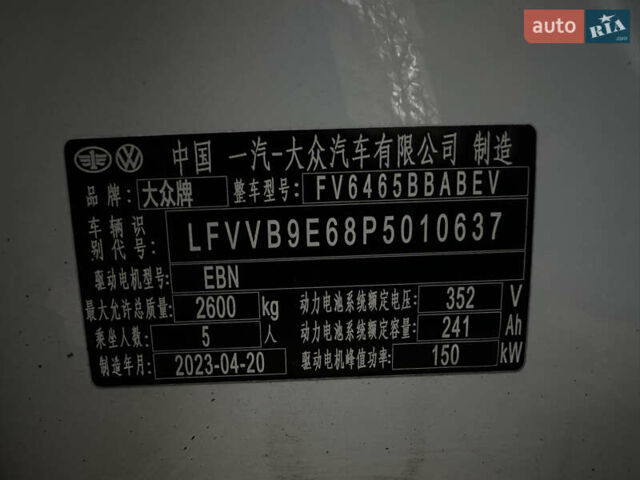 auto RIA.com
中国 一汽-大众汽车有限公司 制造
品牌: 大众牌 整车型号: FV6465BBABEV
车辆识别代号: LFVVB9E68P5010637
驱动电机型号: EBN
最大允许总质量: 2600 kg 动力电池系统额定电压: 352 V
乘坐人数: 5 人 动力电池系统额定容量: 241 Ah
制造年月: 2023-04-20 驱动电机峰值功率: 150 kW